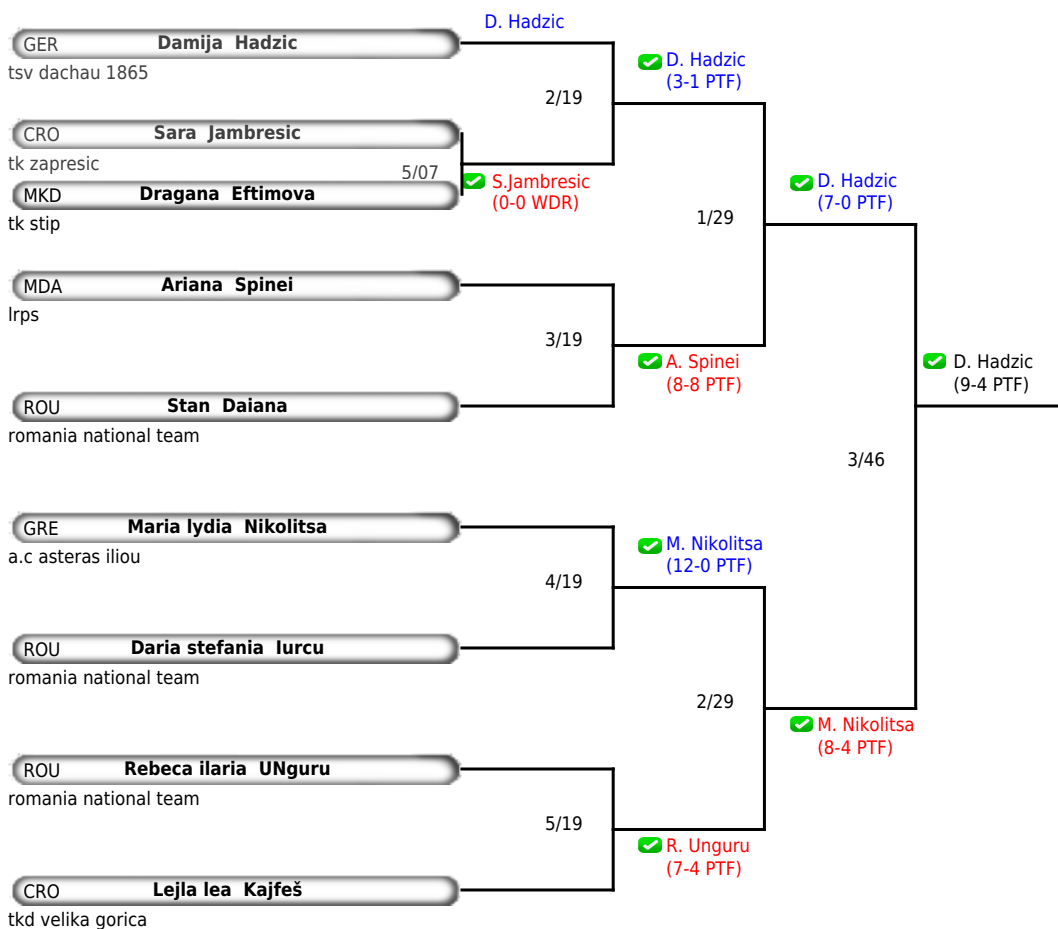 D. Hadzic
GER Damija Hadzic
tsv dachau 1865
D. Hadzic
(3-1 PTF)
2/19
CRO Sara Jambresic
tk zapresic
5/07
S.Jambresic
(0-0 WDR)
MKD Dragana Eftimova
tk stip
D. Hadzic
(7-0 PTF)
1/29
MDA Ariana Spinei
lrps
3/19
A. Spinei
(8-8 PTF)
D. Hadzic
(9-4 PTF)
ROU Stan Daiana
romania national team
3/46
GRE Maria lydia Nikolitsa
a.c asteras iliou
M. Nikolitsa
(12-0 PTF)
4/19
ROU Daria stefania Iurcu
romania national team
2/29
M. Nikolitsa
(8-4 PTF)
ROU Rebeca ilaria UNguru
romania national team
5/19
R. Unguru
(7-4 PTF)
CRO Lejla lea Kajfeš
tkd velika gorica